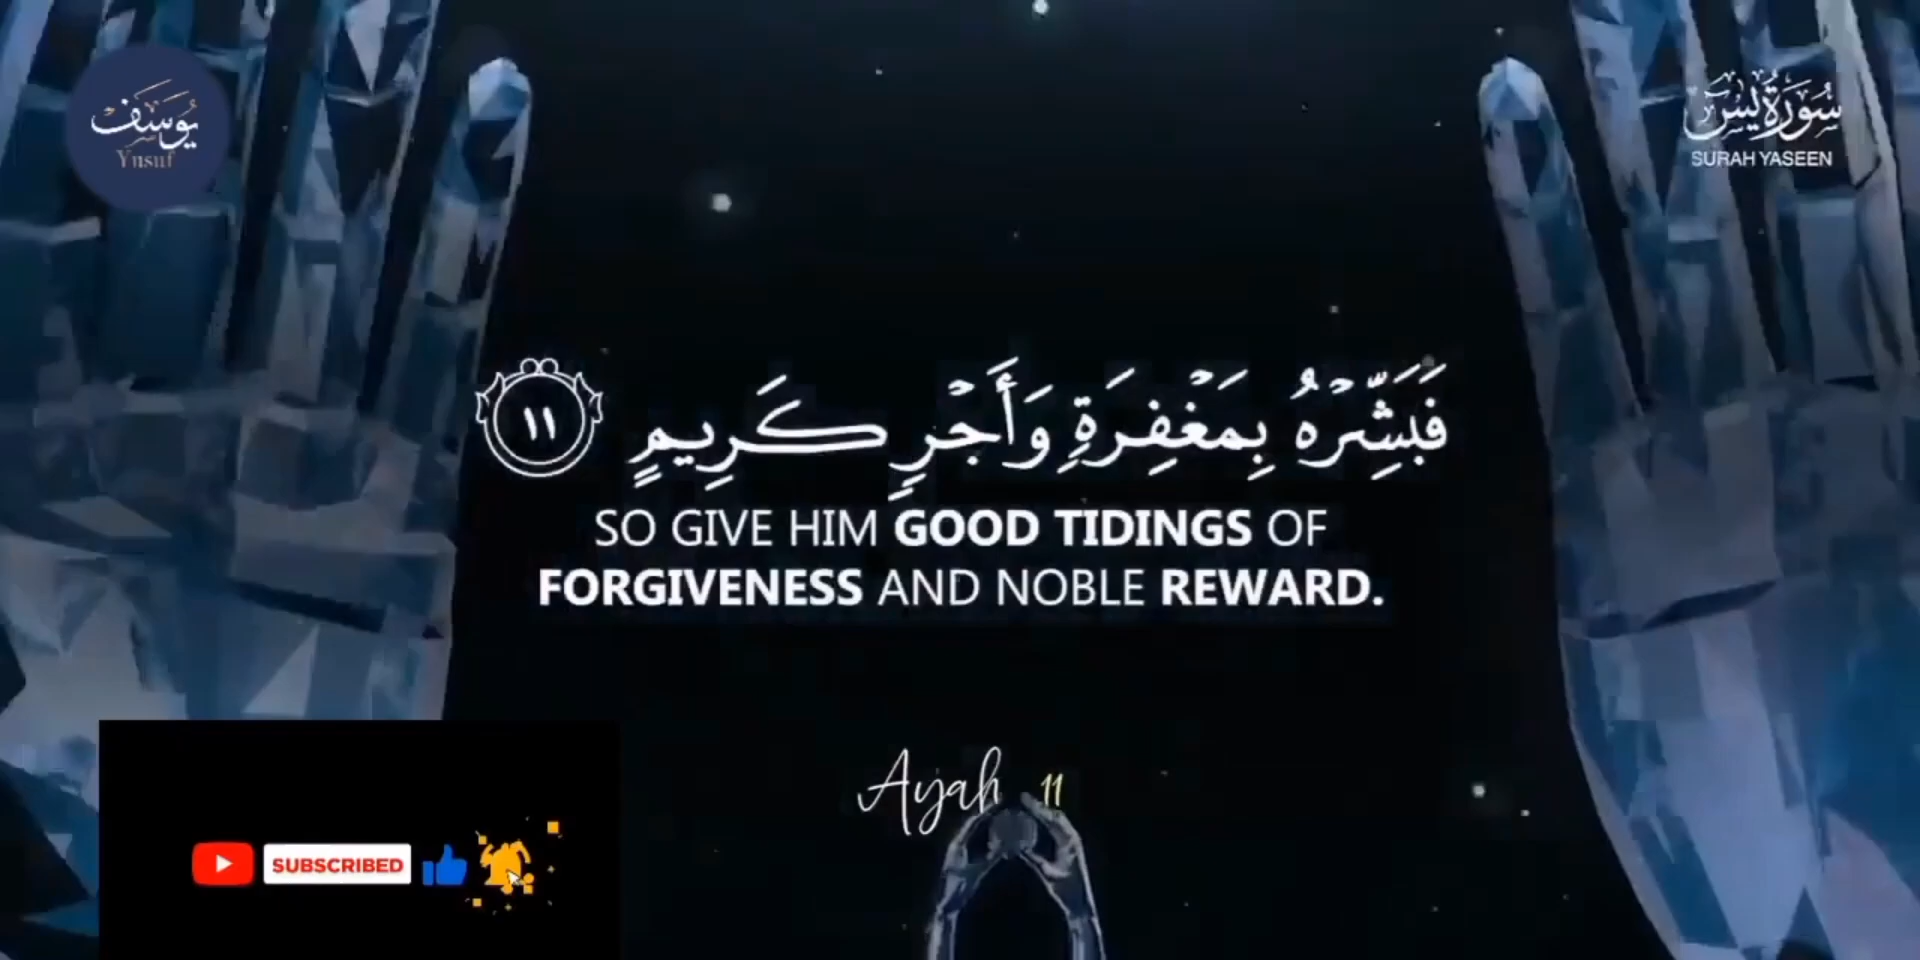 يُوسَف
Yusuf
سُورَةُ يسٓ
SURAH YASEEN
فَبَشِّرْهُ بِمَغْفِرَةٍ وَأَجْرٍ كَرِيمٍ ١١
SO GIVE HIM GOOD TIDINGS OF
FORGIVENESS AND NOBLE REWARD.
Ayah 11
SUBSCRIBED